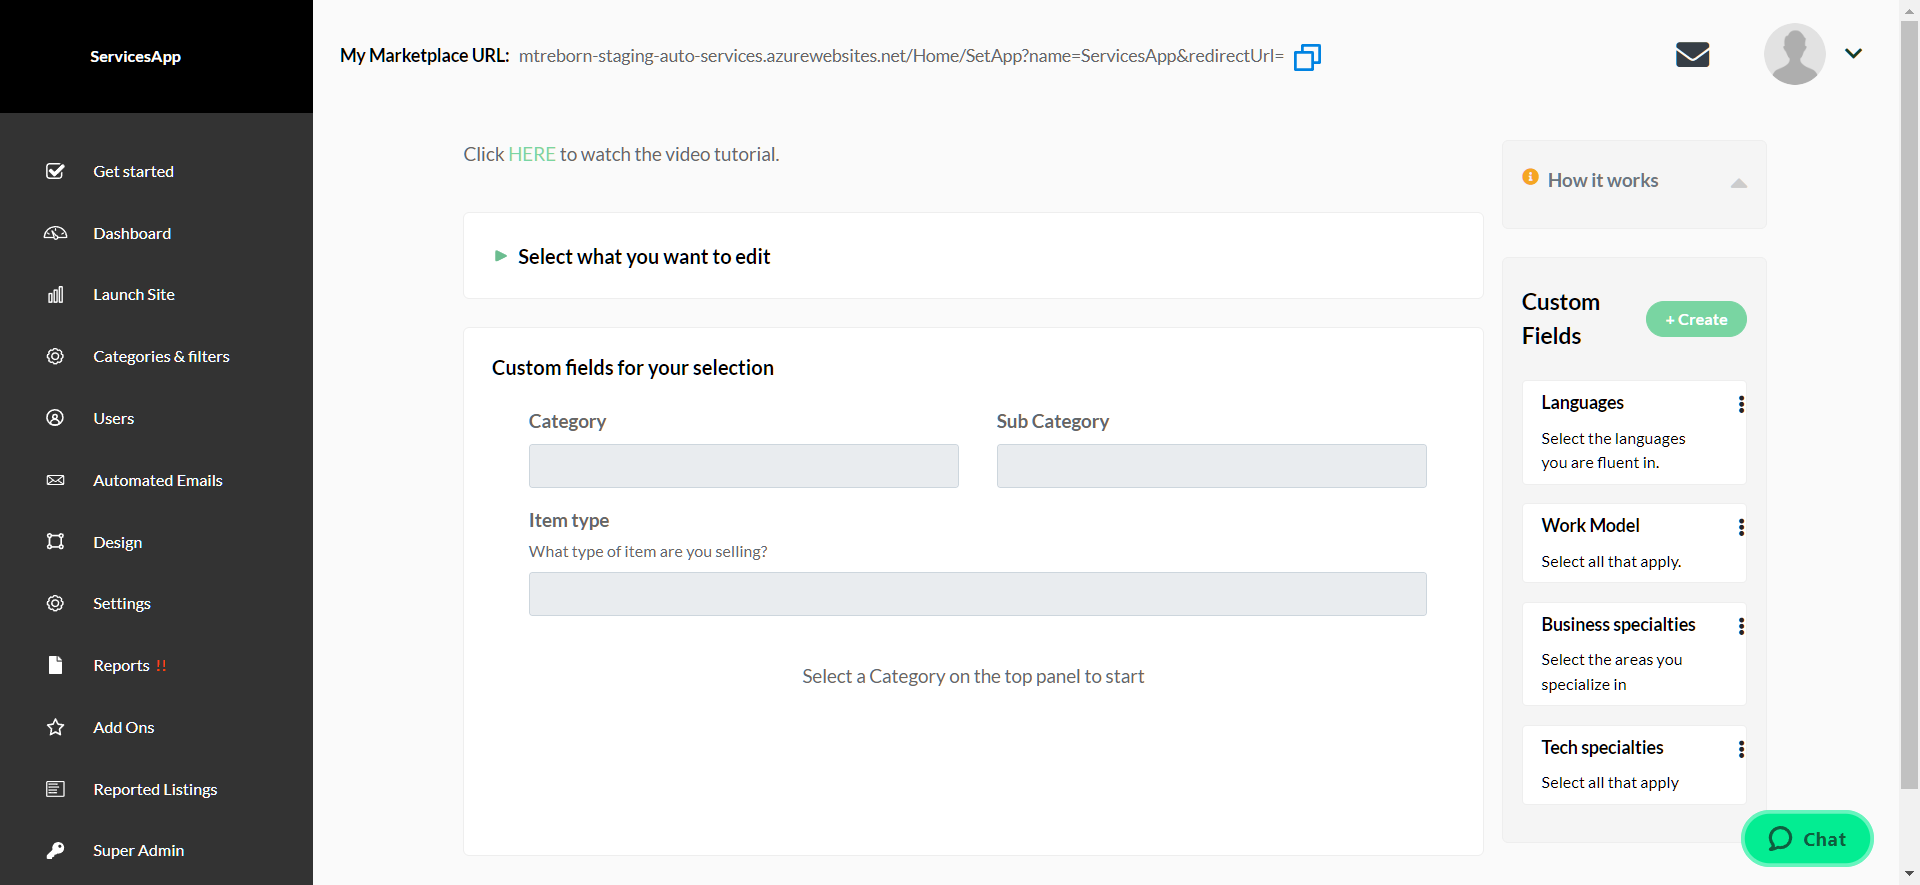 ServicesApp
My Marketplace URL: mtreborn-staging-auto-services.azurewebsites.net/Home/SetApp?name=ServicesApp&redirectUrl=
Get started
Dashboard
Launch Site
Categories & filters
Users
Automated Emails
Design
Settings
Reports !!
Add Ons
Reported Listings
Super Admin
Click HERE to watch the video tutorial.
Select what you want to edit
Custom fields for your selection
Category
Sub Category
Item type
What type of item are you selling?
Select a Category on the top panel to start
How it works
Custom
Fields
+ Create
Languages
Select the languages
you are fluent in.
Work Model
Select all that apply.
Business specialties
Select the areas you
specialize in
Tech specialties
Select all that apply
Chat